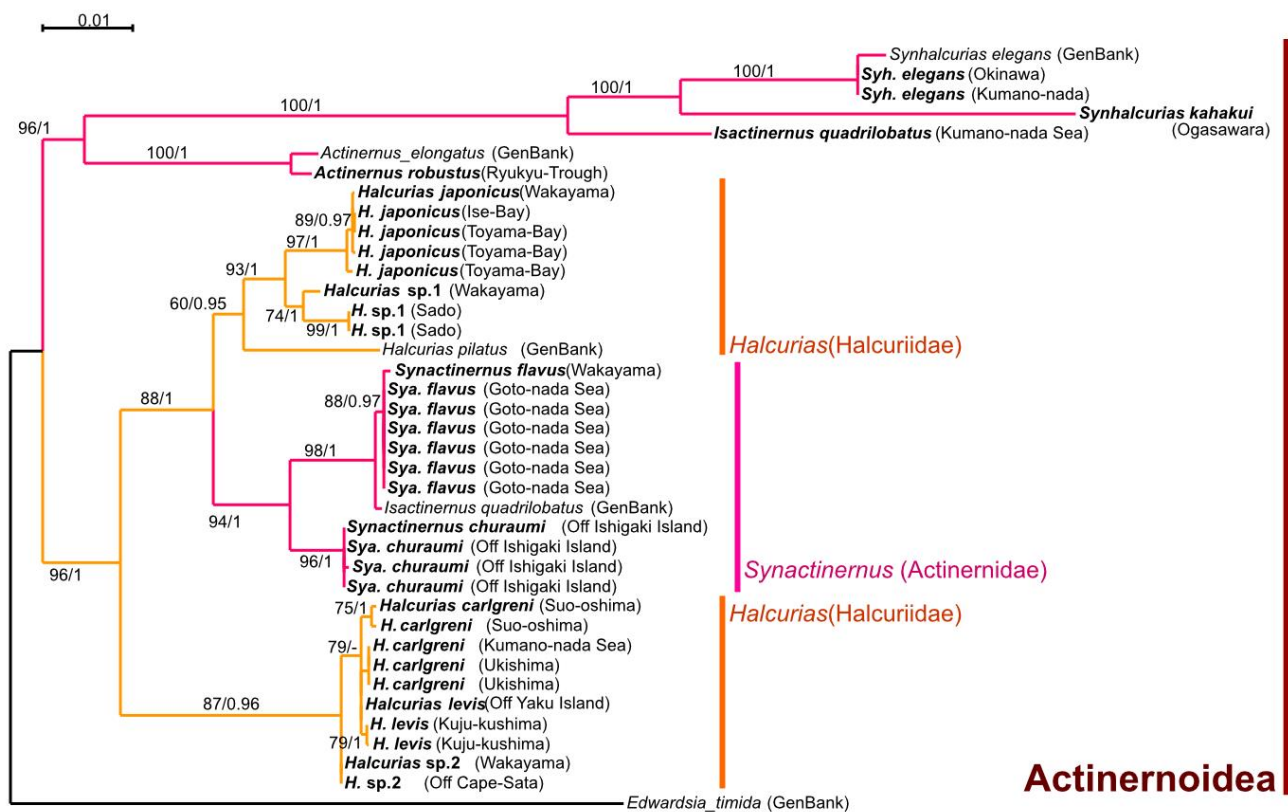 0.01
Synhalcurias elegans (GenBank)
100/1
Syh. elegans (Okinawa)
100/1
Syh. elegans (Kumano-nada)
100/1
Synhalcurias kahakui
(Ogasawara)
96/1
Isactinernus quadrilobatus (Kumano-nada Sea)
100/1
Actinernus_elongatus (GenBank)
Actinernus robustus(Ryukyu-Trough)
Halcurias japonicus(Wakayama)
89/0.97
H. japonicus(Ise-Bay)
H. japonicus(Toyama-Bay)
97/1
H. japonicus(Toyama-Bay)
93/1
H. japonicus(Toyama-Bay)
Halcurias sp.1 (Wakayama)
60/0.95
74/1
H. sp.1 (Sado)
99/1
H. sp.1 (Sado)
Halcurias pilatus (GenBank)
Halcurias(Halcuriidae)
Synactinernus flavus(Wakayama)
Sya. flavus (Goto-nada Sea)
88/1
88/0.97
Sya. flavus (Goto-nada Sea)
Sya. flavus (Goto-nada Sea)
98/1
Sya. flavus (Goto-nada Sea)
Sya. flavus (Goto-nada Sea)
Sya. flavus (Goto-nada Sea)
Isactinernus quadrilobatus (GenBank)
94/1
Synactinernus churaumi (Off Ishigaki Island)
Sya. churaumi (Off Ishigaki Island)
96/1
Sya. churaumi (Off Ishigaki Island)
Synactinernus (Actinernidae)
96/1
Sya. churaumi (Off Ishigaki Island)
75/1
Halcurias carlgreni (Suo-oshima)
Halcurias(Halcuriidae)
H. carlgreni (Suo-oshima)
79/-
H. carlgreni (Kumano-nada Sea)
H. carlgreni (Ukishima)
H. carlgreni (Ukishima)
87/0.96
Halcurias levis(Off Yaku Island)
H. levis (Kuju-kushima)
79/1
H. levis (Kuju-kushima)
Halcurias sp.2 (Wakayama)
H. sp.2 (Off Cape-Sata)
Actinernoidea
Edwardsia_timida (GenBank)